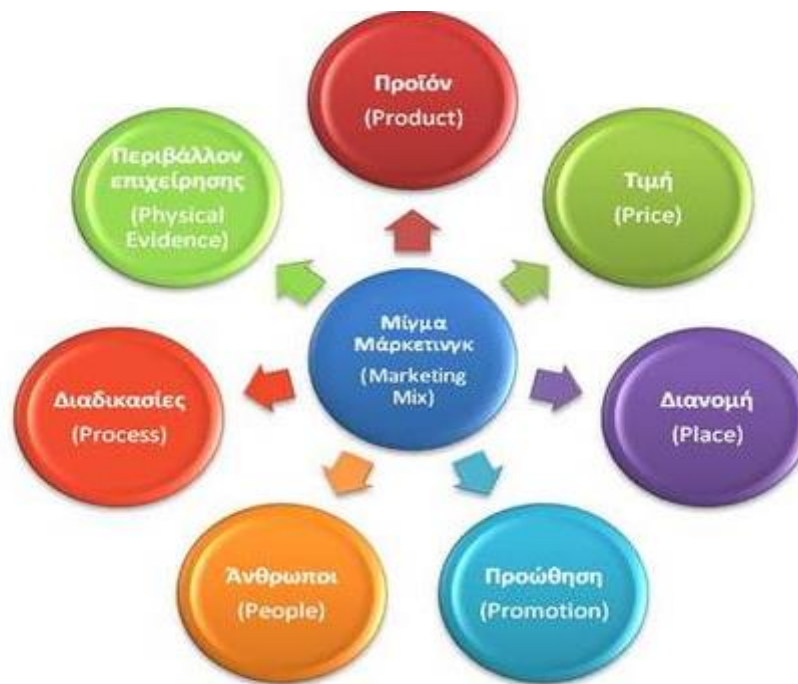 Προϊόν
(Product)
Τιμή
(Price)
Διανομή
(Place)
Προώθηση
(Promotion)
Άνθρωποι
(People)
Διαδικασίες
(Process)
Περιβάλλον
επιχείρησης
(Physical
Evidence)
Μίγμα
Μάρκετινγκ
(Marketing
Mix)